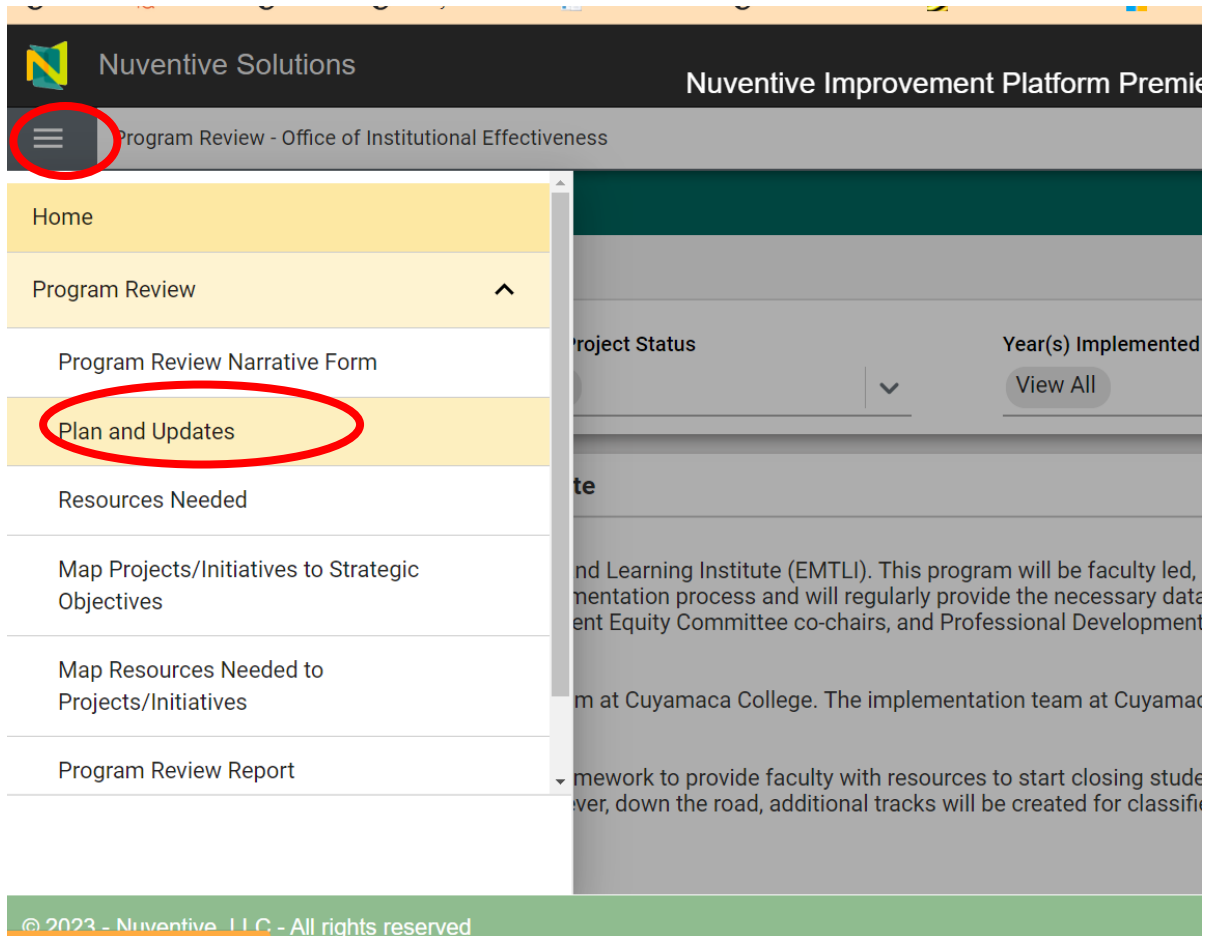 Nuventive Solutions
Nuventive Improvement Platform Premie
Program Review - Office of Institutional Effectiveness
Home
Program Review
Program Review Narrative Form
Plan and Updates
Resources Needed
Map Projects/Initiatives to Strategic
Objectives
Map Resources Needed to
Projects/Initiatives
Program Review Report
Project Status
Year(s) Implemented
View All
te
nd Learning Institute (EMTLI). This program will be faculty led,
mentation process and will regularly provide the necessary data
ent Equity Committee co-chairs, and Professional Development
m at Cuyamaca College. The implementation team at Cuyamac
mework to provide faculty with resources to start closing stude
ever, down the road, additional tracks will be created for classifie
© 2023 - Nuventive, LLC - All rights reserved